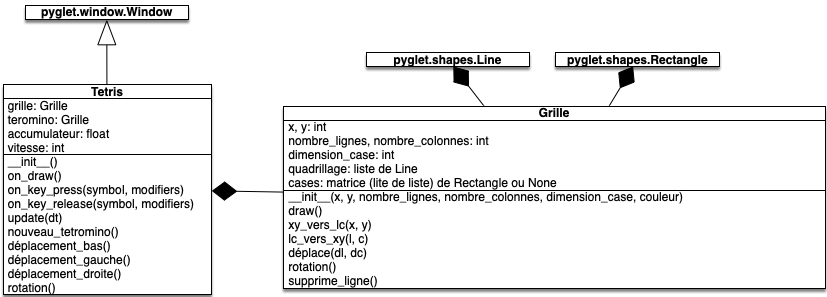 pyglet.window.Window
pyglet.shapes.Line
pyglet.shapes.Rectangle
Tetris
grille: Grille
teromino: Grille
accumulateur: float
vitesse: int
__init__()
on_draw()
on_key_press(symbol, modifiers)
on_key_release(symbol, modifiers)
update(dt)
nouveau_tetromino()
déplacement_bas()
déplacement_gauche()
déplacement_droite()
rotation()
Grille
x, y: int
nombre_lignes, nombre_colonnes: int
dimension_case: int
quadrillage: liste de Line
cases: matrice (lite de liste) de Rectangle ou None
__init__(x, y, nombre_lignes, nombre_colonnes, dimension_case, couleur)
draw()
xy_vers_lc(x, y)
lc_vers_xy(l, c)
déplace(dl, dc)
rotation()
supprime_ligne()